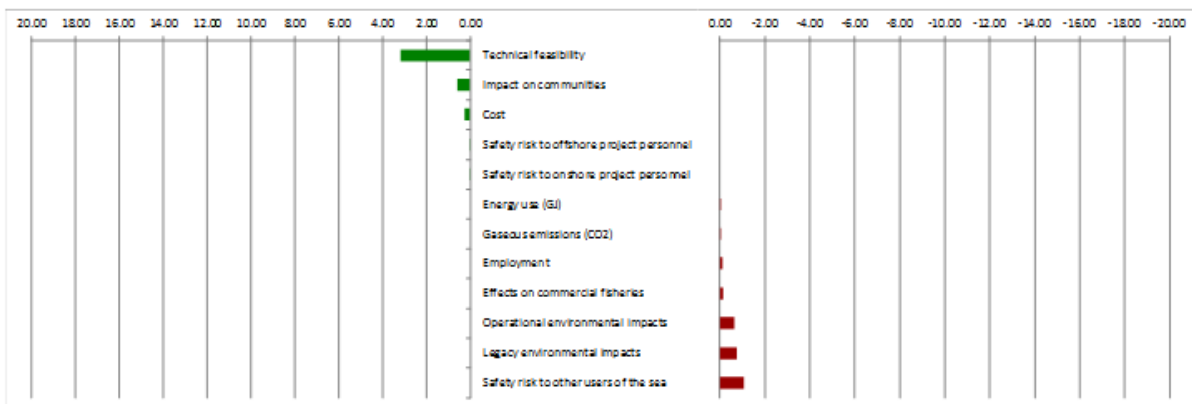 20.00 18.00 16.00 14.00 12.00 10.00 8.00 6.00 4.00 2.00 0.00 0.00 -2.00 -4.00 -6.00 -8.00 -10.00 -12.00 -14.00 -16.00 -18.00 -20.00
Technical feasibility
Impact on communities
Cost
Safety risk to offshore project personnel
Safety risk to onshore project personnel
Energy use (GJ)
Gaseous emissions (CO2)
Employment
Effects on commercial fisheries
Operational environmental impacts
Legacy environmental impacts
Safety risk to other users of the sea